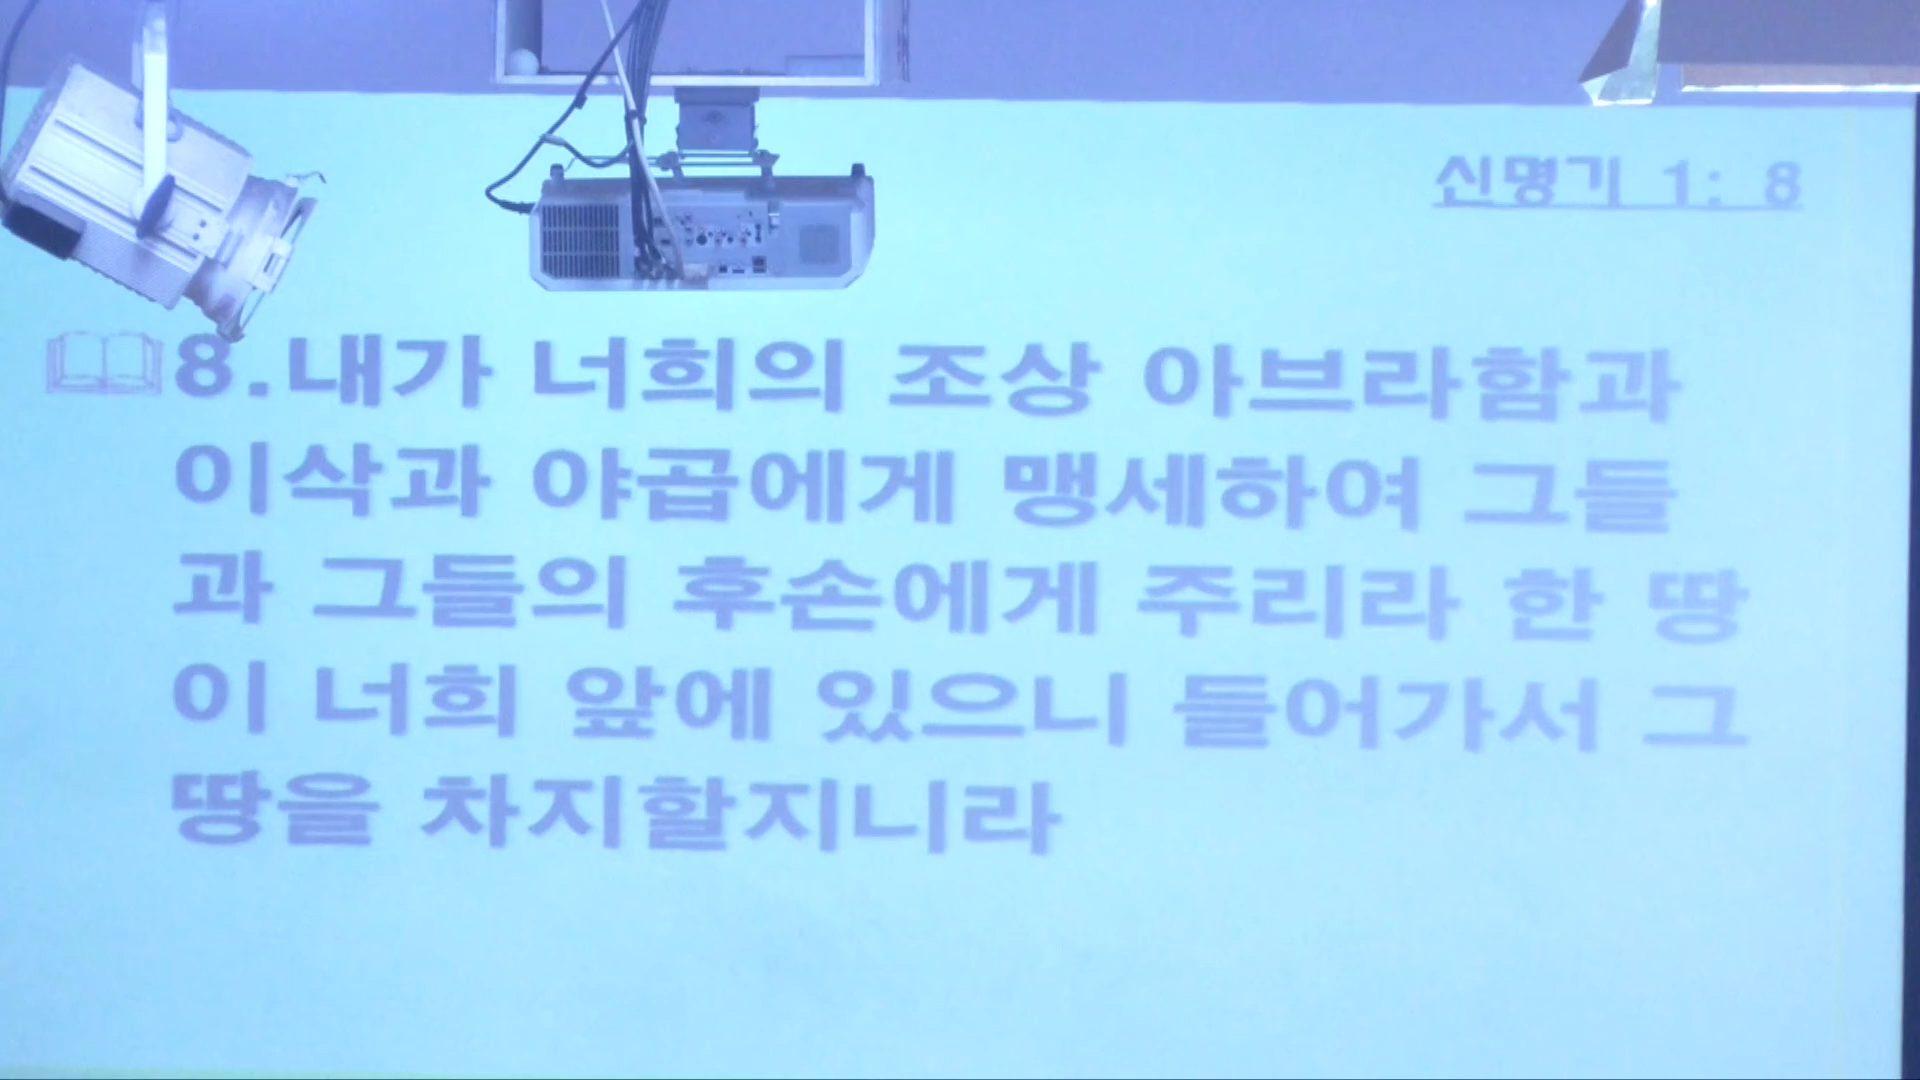 신명기 1: 8
8.내가 너희의 조상 아브라함과
이삭과 야곱에게 맹세하여 그들
과 그들의 후손에게 주리라 한 땅
이 너희 앞에 있으니 들어가서 그
땅을 차지할지니라